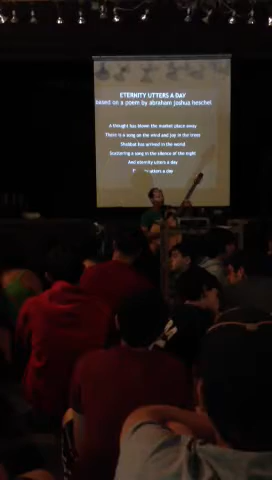 ETERNITY UTTERS A DAY
based on a poem by abraham joshua heschel
A thought has blown the market place away
There is a song on the wind and joy in the trees
Shabbat has arrived in the world
Scattering a song in the silence of the night
And eternity utters a day
utters a day